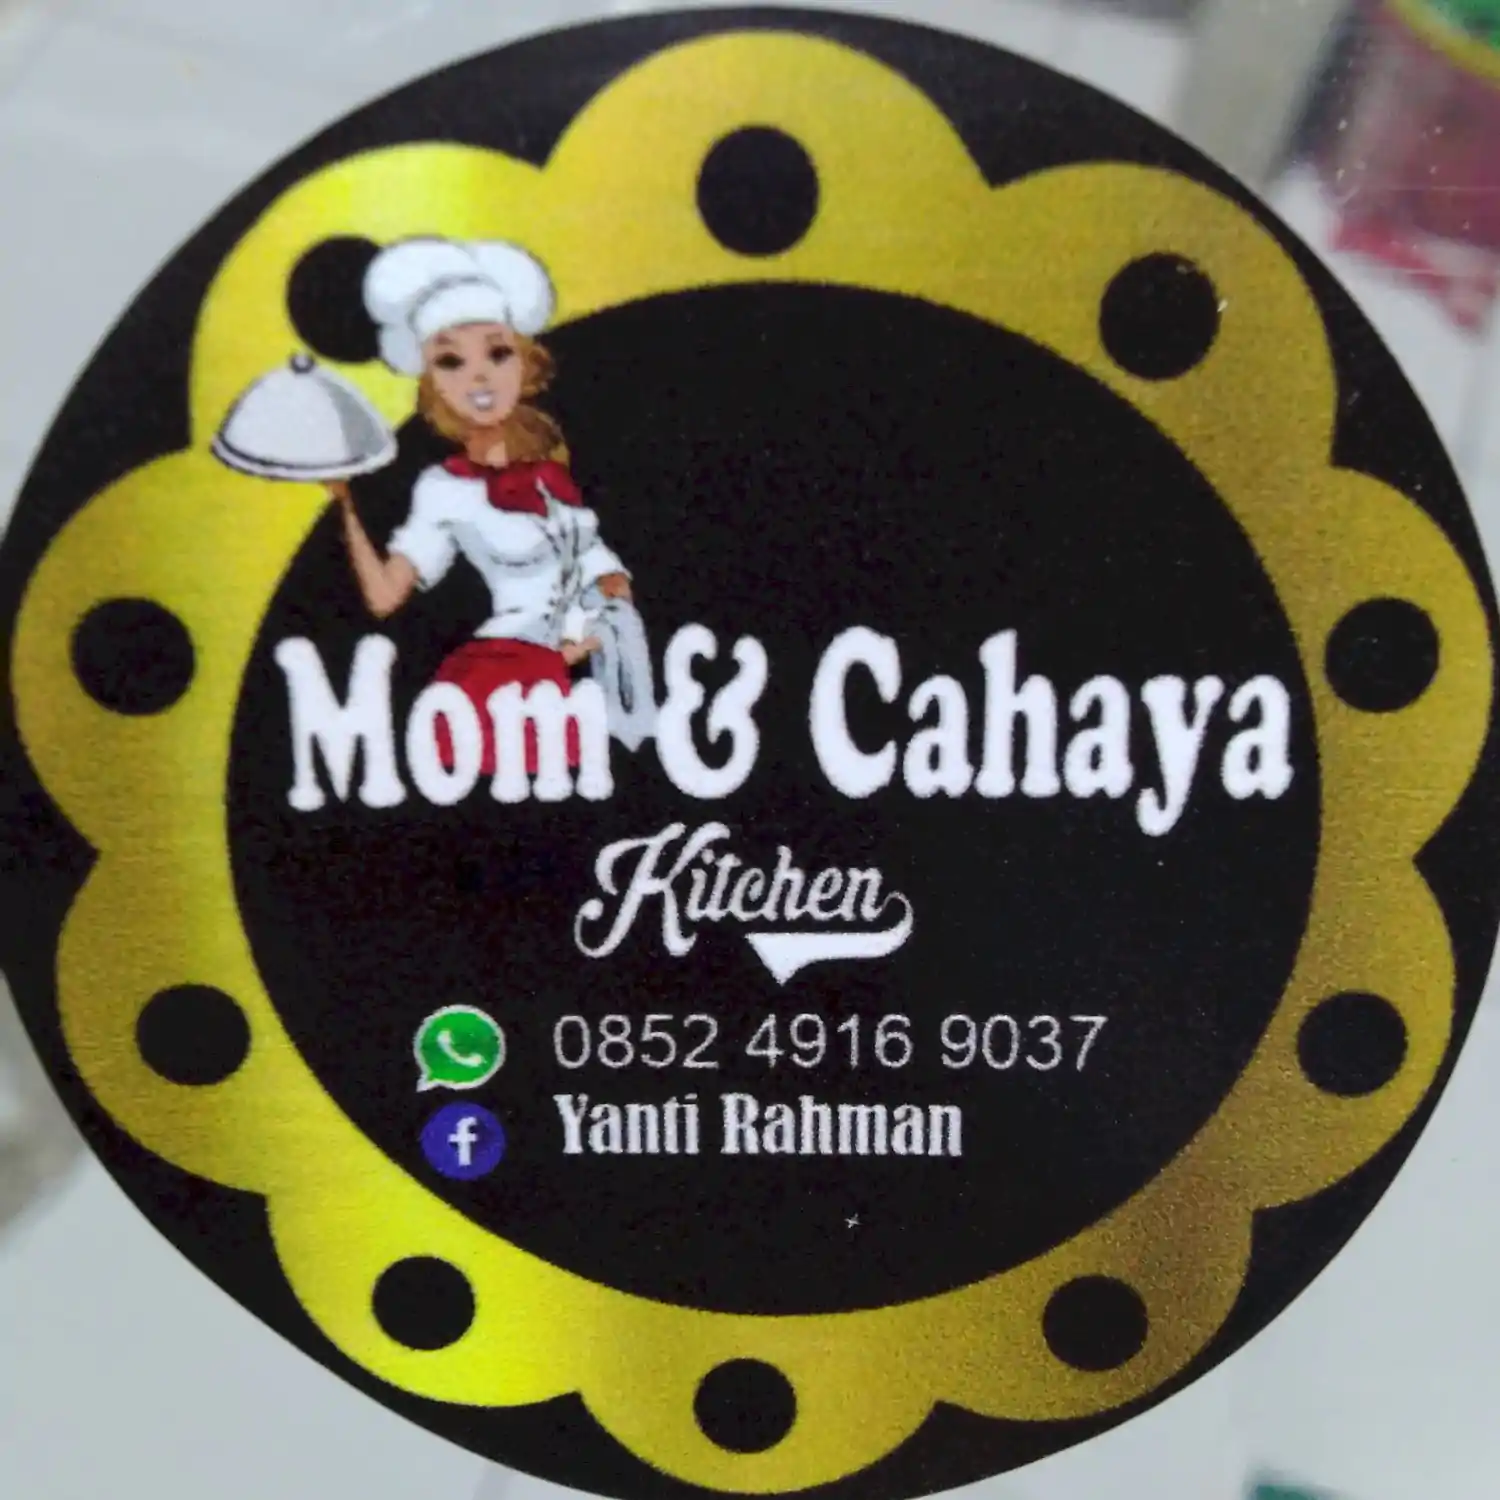 Mom & Cahaya
Kitchen
0852 4916 9037
f Yanti Rahman